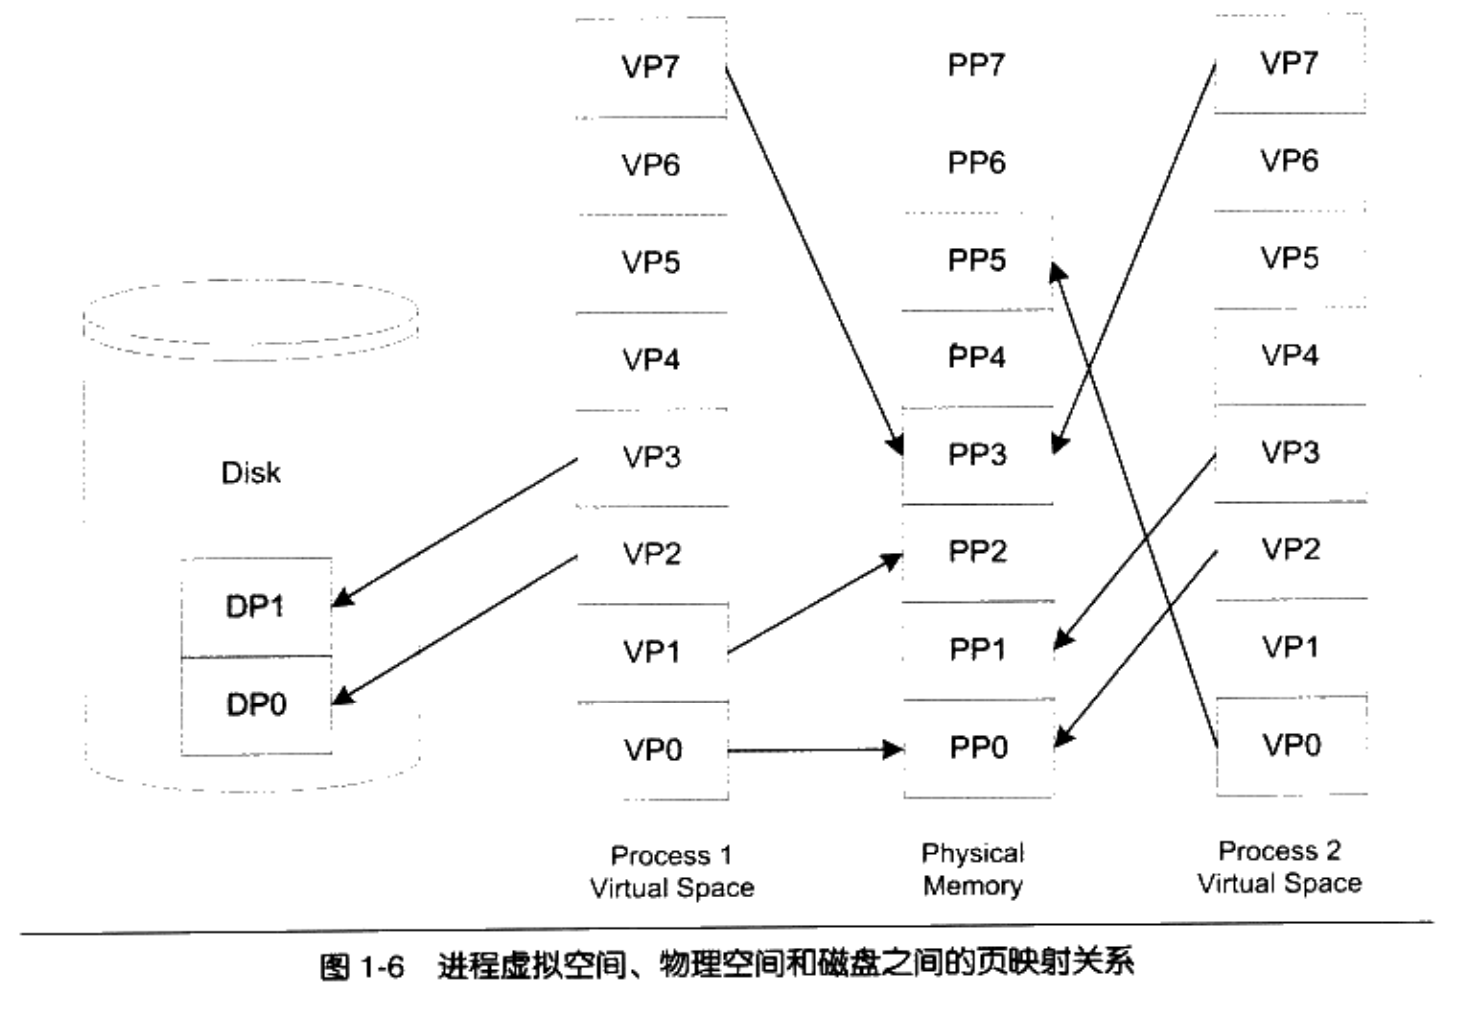 VP7
PP7
VP7
VP6
PP6
VP6
VP5
PP5
VP5
VP4
PP4
VP4
Disk
VP3
PP3
VP3
DP1
VP2
PP2
VP2
DP0
VP1
PP1
VP1
VP0
PP0
VP0
Process 1
Virtual Space
Physical
Memory
Process 2
Virtual Space
图 1-6 进程虚拟空间、物理空间和磁盘之间的页映射关系